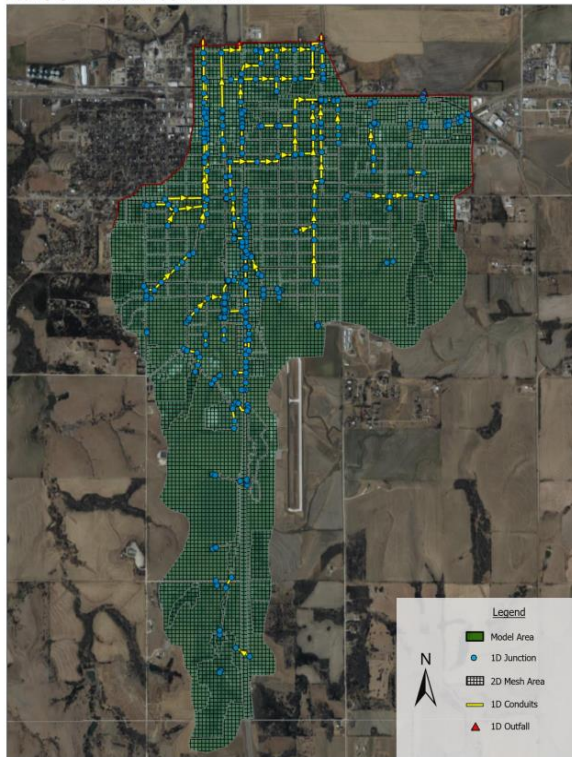 Legend
Model Area
1D Junction
2D Mesh Area
1D Conduits
1D Outfall
N